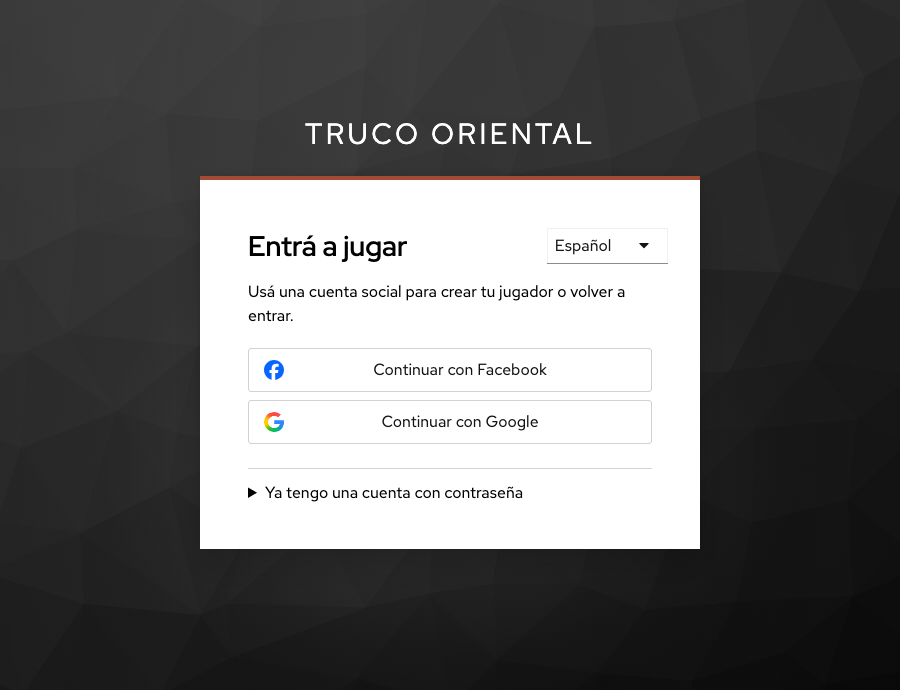 TRUCO ORIENTAL
Entrá a jugar
Español
Usá una cuenta social para crear tu jugador o volver a
entrar.
Continuar con Facebook
Continuar con Google
Ya tengo una cuenta con contraseña